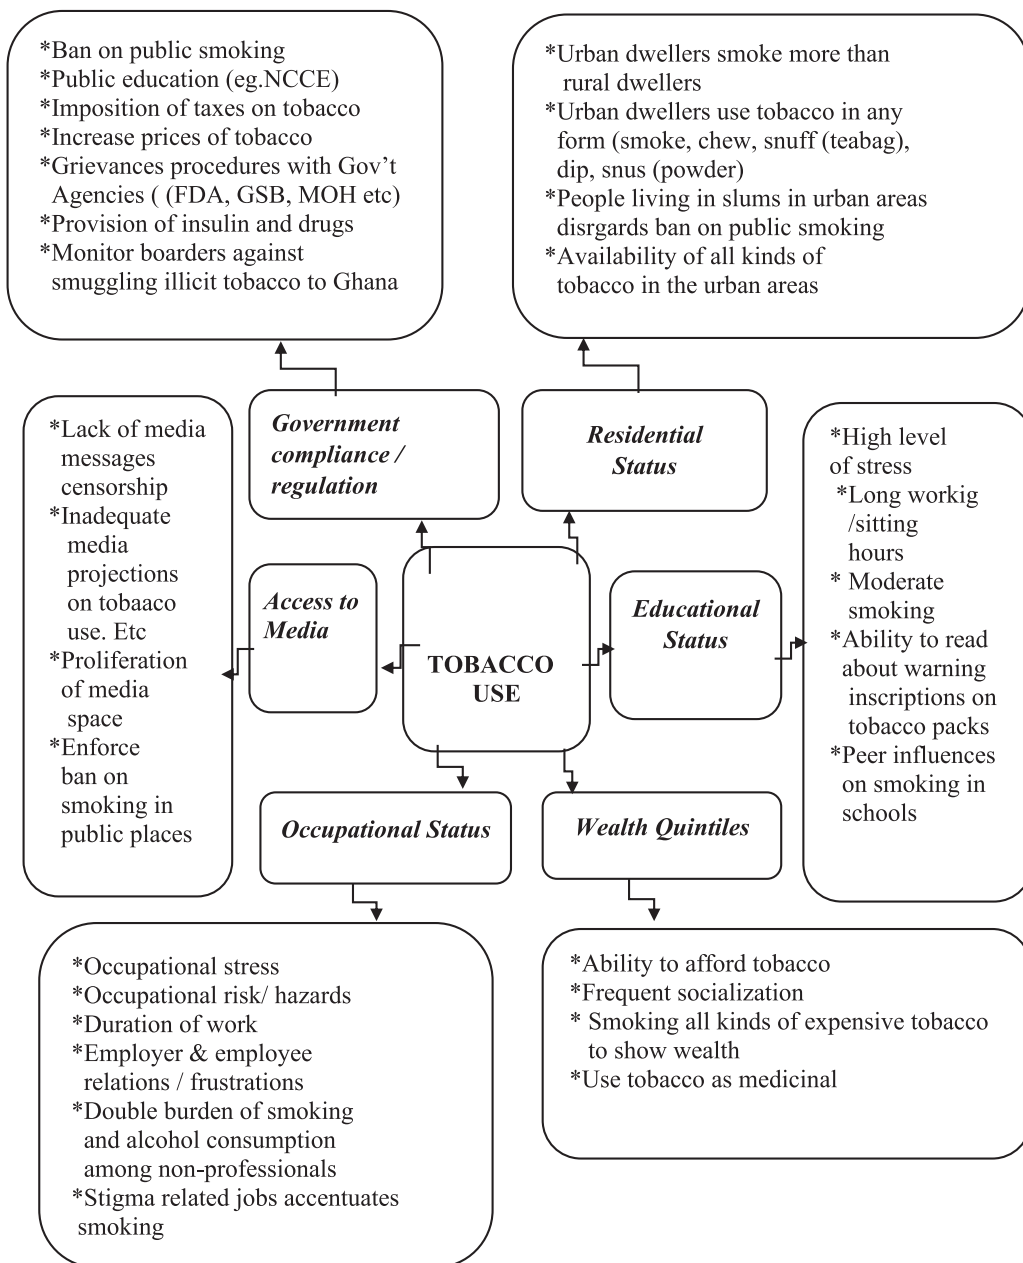 *Ban on public smoking
*Public education (eg.NCCE)
*Imposition of taxes on tobacco
*Increase prices of tobacco
*Grievances procedures with Gov't
Agencies ( (FDA, GSB, MOH etc)
*Provision of insulin and drugs
*Monitor boarders against
smuggling illicit tobacco to Ghana
*Urban dwellers smoke more than
rural dwellers
*Urban dwellers use tobacco in any
form (smoke, chew, snuff (teabag),
dip, snus (powder)
*People living in slums in urban areas
disrgards ban on public smoking
*Availability of all kinds of
tobacco in the urban areas
Government
compliance /
regulation
Residential
Status
*Lack of media
messages
censorship
*Inadequate
media
projections
on tobaaco
use. Etc
*Proliferation
of media
space
*Enforce
ban on
smoking in
public places
Access to
Media
TOBACCO
USE
Educational
Status
*High level
of stress
*Long workig
/sitting
hours
* Moderate
smoking
*Ability to read
about warning
inscriptions on
tobacco packs
*Peer influences
on smoking in
schools
Occupational Status
Wealth Quintiles
*Occupational stress
*Occupational risk/ hazards
*Duration of work
*Employer & employee
relations / frustrations
*Double burden of smoking
and alcohol consumption
among non-professionals
*Stigma related jobs accentuates
smoking
*Ability to afford tobacco
*Frequent socialization
* Smoking all kinds of expensive tobacco
to show wealth
*Use tobacco as medicinal